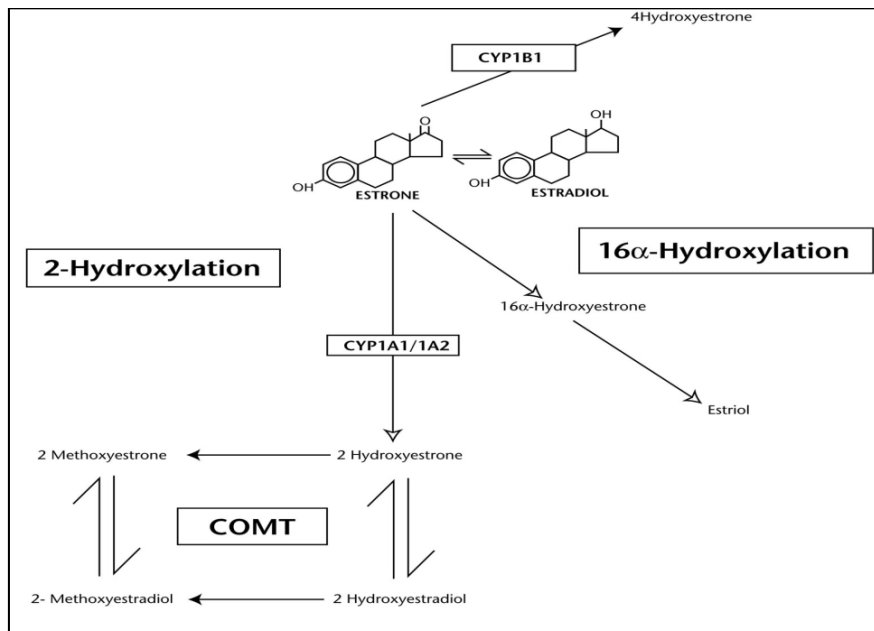 4Hydroxyestrone
CYP1B1
O
OH
OH
ESTRONE
OH
ESTRADIOL
2-Hydroxylation
16α-Hydroxylation
16α-Hydroxyestrone
CYP1A1/1A2
Estriol
2 Methoxyestrone
2 Hydroxyestrone
COMT
2- Methoxyestradiol
2 Hydroxyestradiol